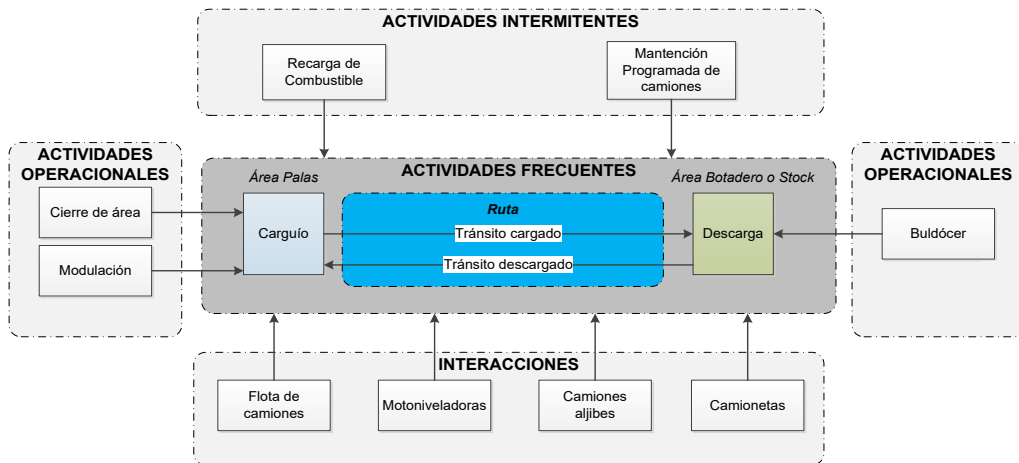 ACTIVIDADES INTERMITENTES
Recarga de
Combustible
Mantención
Programada de
camiones
ACTIVIDADES
OPERACIONALES
Cierre de área
Modulación
ACTIVIDADES FRECUENTES
Área Palas
Área Botadero o Stock
Carguío
Ruta
Tránsito cargado
Tránsito descargado
Descarga
ACTIVIDADES
OPERACIONALES
Buldócer
INTERACCIONES
Flota de
camiones
Motoniveladoras
Camiones
aljibes
Camionetas